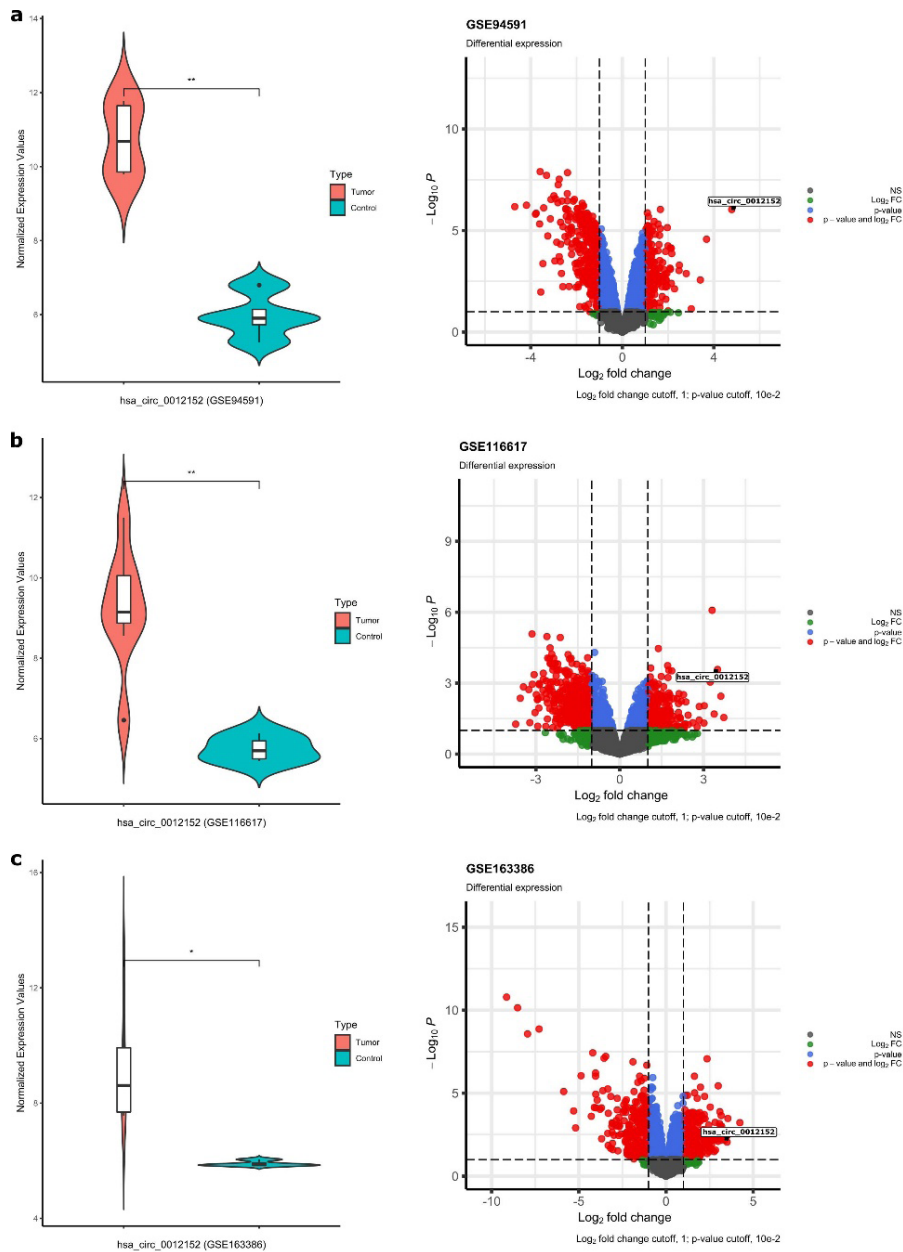 a
14
12
10
8
6
Normalized Expression Values
**
Type
Tumor
Control
hsa_circ_0012152 (GSE94591)
GSE94591
Differential expression
10
5
0
− Log10 P
hsa_circ_0012152
-4
0
4
Log2 fold change
Log2 fold change cutoff, 1; p-value cutoff, 10e-2
NS
Log2 FC
p-value
p − value and log2 FC
b
12
10
8
6
Normalized Expression Values
**
Type
Tumor
Control
hsa_circ_0012152 (GSE116617)
GSE116617
Differential expression
9
6
3
0
− Log10 P
hsa_circ_0012152
-3
0
3
Log2 fold change
Log2 fold change cutoff, 1; p-value cutoff, 10e-2
NS
Log2 FC
p-value
p − value and log2 FC
c
16
12
8
4
Normalized Expression Values
*
Type
Tumor
Control
hsa_circ_0012152 (GSE163386)
GSE163386
Differential expression
15
10
5
0
− Log10 P
hsa_circ_0012152
-10
-5
0
5
Log2 fold change
Log2 fold change cutoff, 1; p-value cutoff, 10e-2
NS
Log2 FC
p-value
p − value and log2 FC